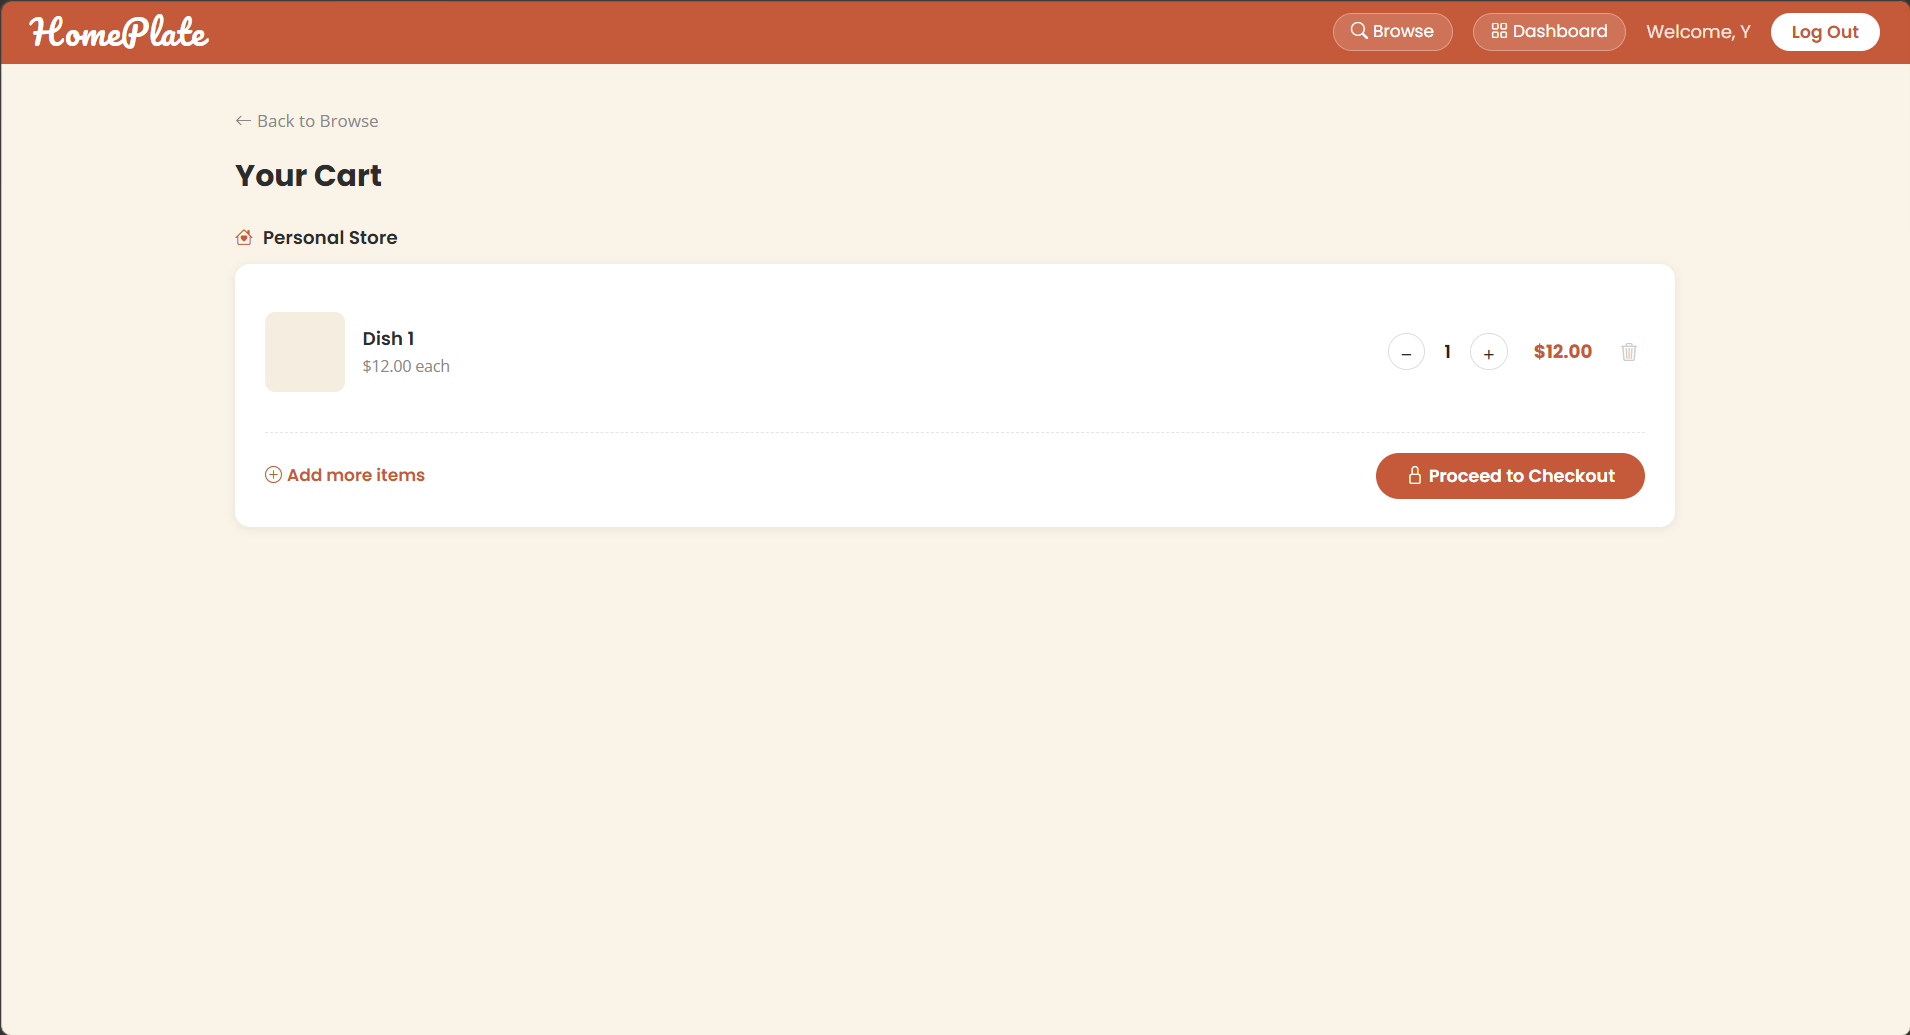 HomePlate
Browse
Dashboard
Welcome, Y
Log Out
← Back to Browse
Your Cart
Personal Store
Dish 1
$12.00 each
−
1
+
$12.00
Add more items
Proceed to Checkout